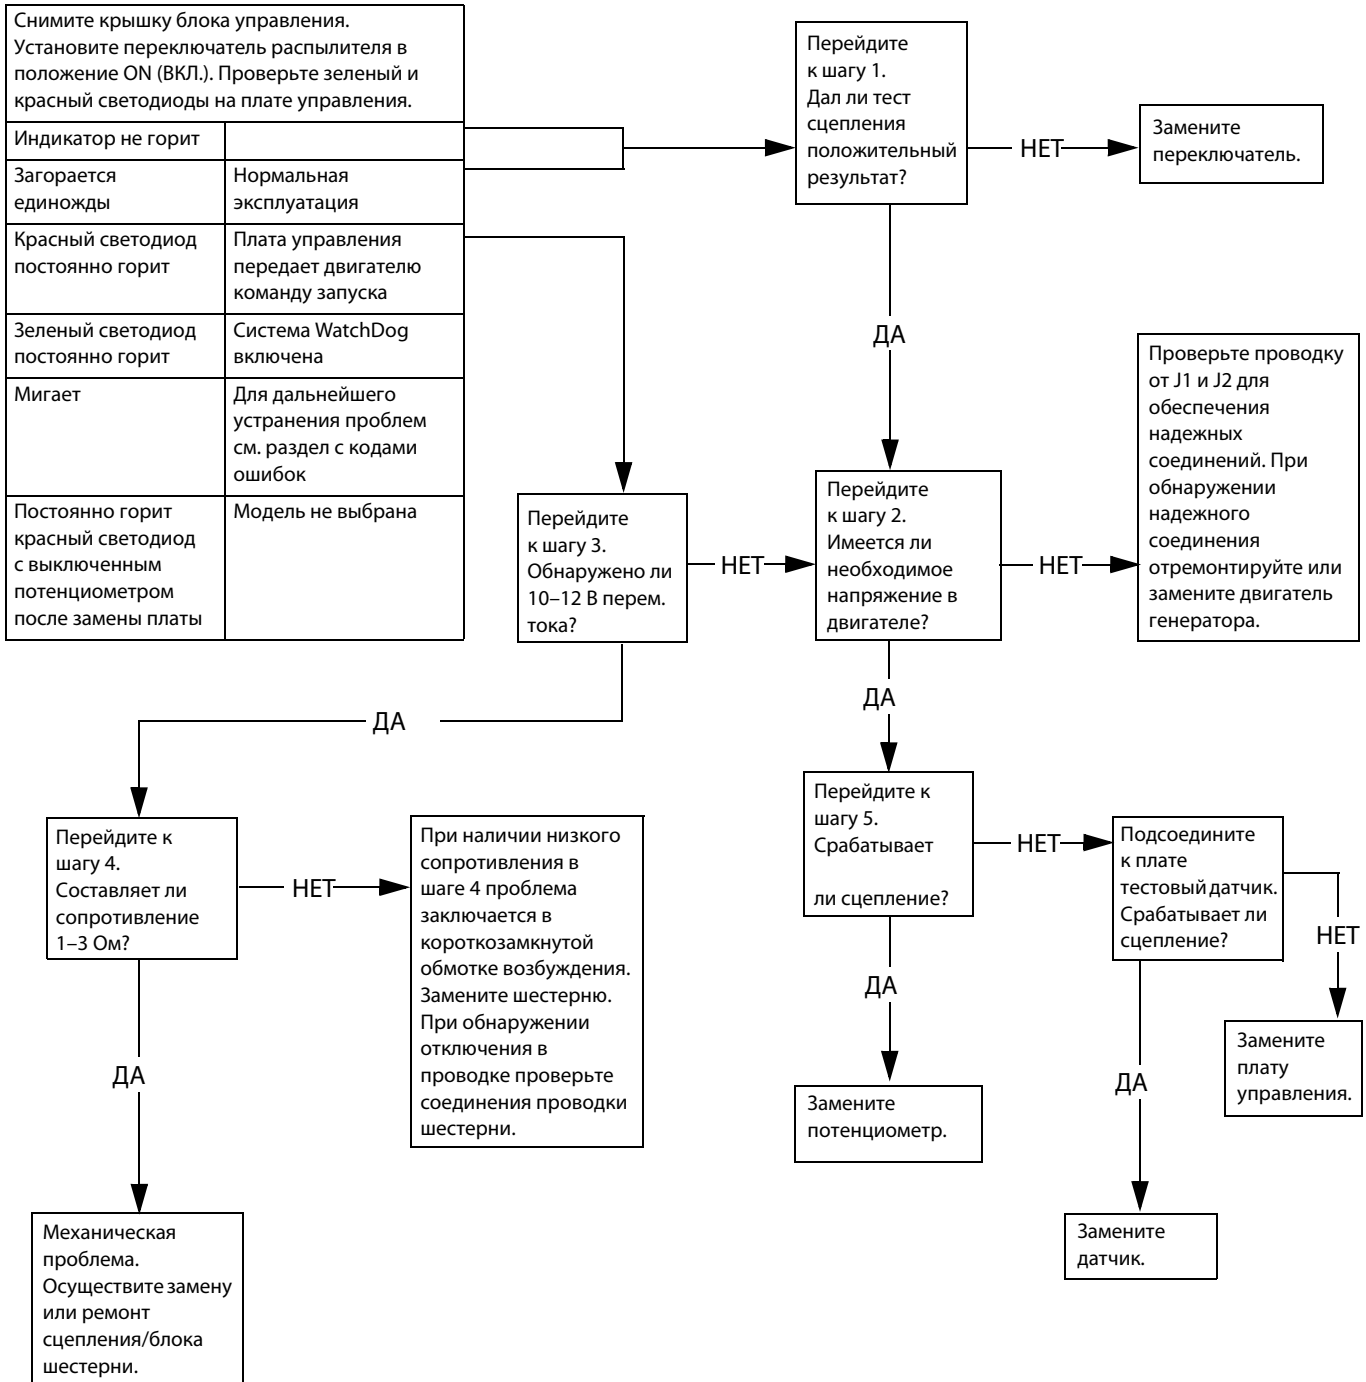 Снимите крышку блока управления.
Установите переключатель распылителя в
положение ON (ВКЛ.). Проверьте зеленый и
красный светодиоды на плате управления.
Индикатор не горит
Загорается
единожды
Нормальная
эксплуатация
Красный светодиод
постоянно горит
Плата управления
передает двигателю
команду запуска
Зеленый светодиод
постоянно горит
Система WatchDog
включена
Мигает
Для дальнейшего
устранения проблем
см. раздел с кодами
ошибок
Постоянно горит
красный светодиод
с выключенным
потенциометром
после замены платы
Модель не выбрана
Перейдите
к шагу 1.
Дал ли тест
сцепления
положительный
результат?
НЕТ
Замените
переключатель.
ДА
Перейдите
к шагу 3.
Обнаружено ли
10–12 В перем.
тока?
НЕТ
Перейдите
к шагу 2.
Имеется ли
необходимое
напряжение в
двигателе?
НЕТ
Проверьте проводку
от J1 и J2 для
обеспечения
надежных
соединений. При
обнаружении
надежного
соединения
отремонтируйте или
замените двигатель
генератора.
ДА
ДА
Перейдите к
шагу 4.
Составляет ли
сопротивление
1–3 Ом?
НЕТ
При наличии низкого
сопротивления в
шаге 4 проблема
заключается в
короткозамкнутой
обмотке возбуждения.
Замените шестерню.
При обнаружении
отключения в
проводке проверьте
соединения проводки
шестерни.
Перейдите к
шагу 5.
Срабатывает
ли сцепление?
НЕТ
Подсоедините
к плате
тестовый датчик.
Срабатывает ли
сцепление?
НЕТ
ДА
ДА
ДА
Замените
плату
управления.
Замените
потенциометр.
Замените
датчик.
Механическая
проблема.
Осуществите замену
или ремонт
сцепления/блока
шестерни.